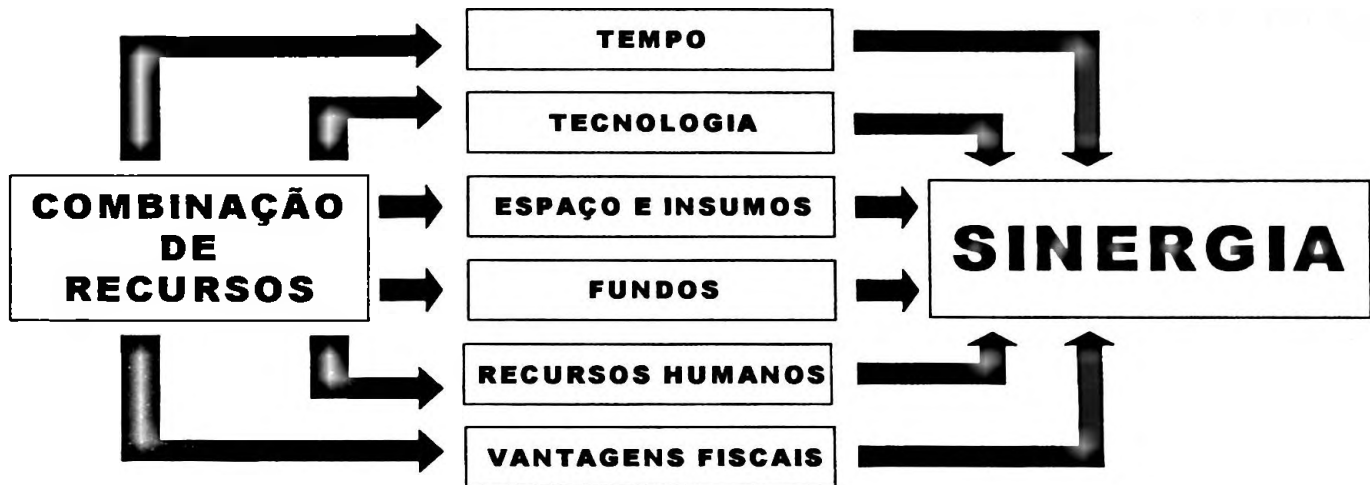 TEMPO
TECNOLOGIA
COMBINAÇÃO
DE
RECURSOS
ESPAÇO E INSUMOS
FUNDOS
RECURSOS HUMANOS
VANTAGENS FISCAIS
SINERGIA